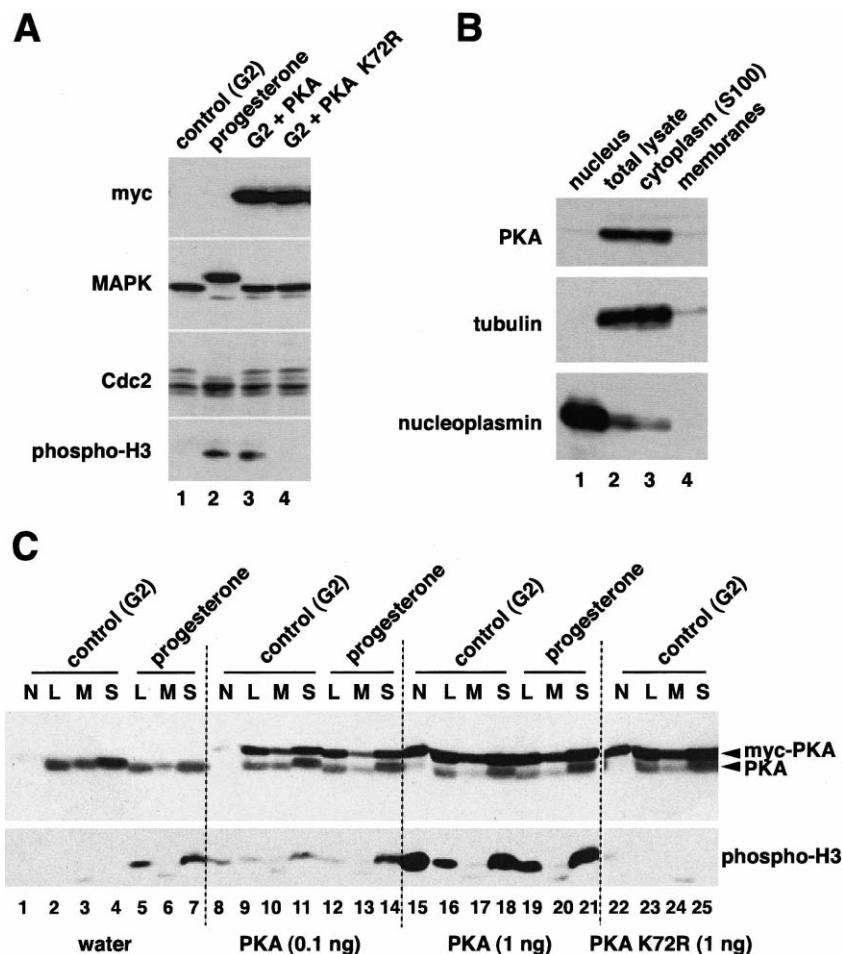 A
control (G2)
progesterone
G2 + PKA
G2 + PKA K72R
myc
MAPK
Cdc2
phospho-H3
1 2 3 4
B
nucleus
total lysate
cytoplasm (S100)
membranes
PKA
tubulin
nucleoplasmin
1 2 3 4
C
control (G2) progesterone control (G2) progesterone control (G2) progesterone control (G2)
N L M S L M S N L M S L M S N L M S L M S N L M S
myc-PKA
PKA
phospho-H3
1 2 3 4 5 6 7 8 9 10 11 12 13 14 15 16 17 18 19 20 21 22 23 24 25
water PKA (0.1 ng) PKA (1 ng) PKA K72R (1 ng)